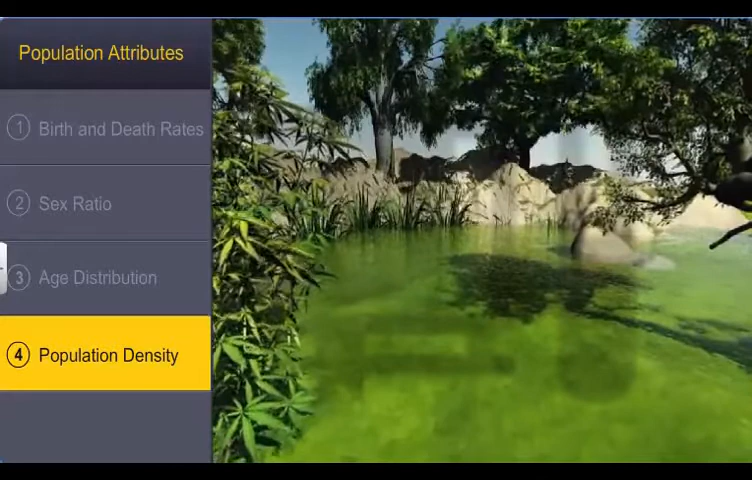 Population Attributes
1 Birth and Death Rates
2 Sex Ratio
3 Age Distribution
4 Population Density